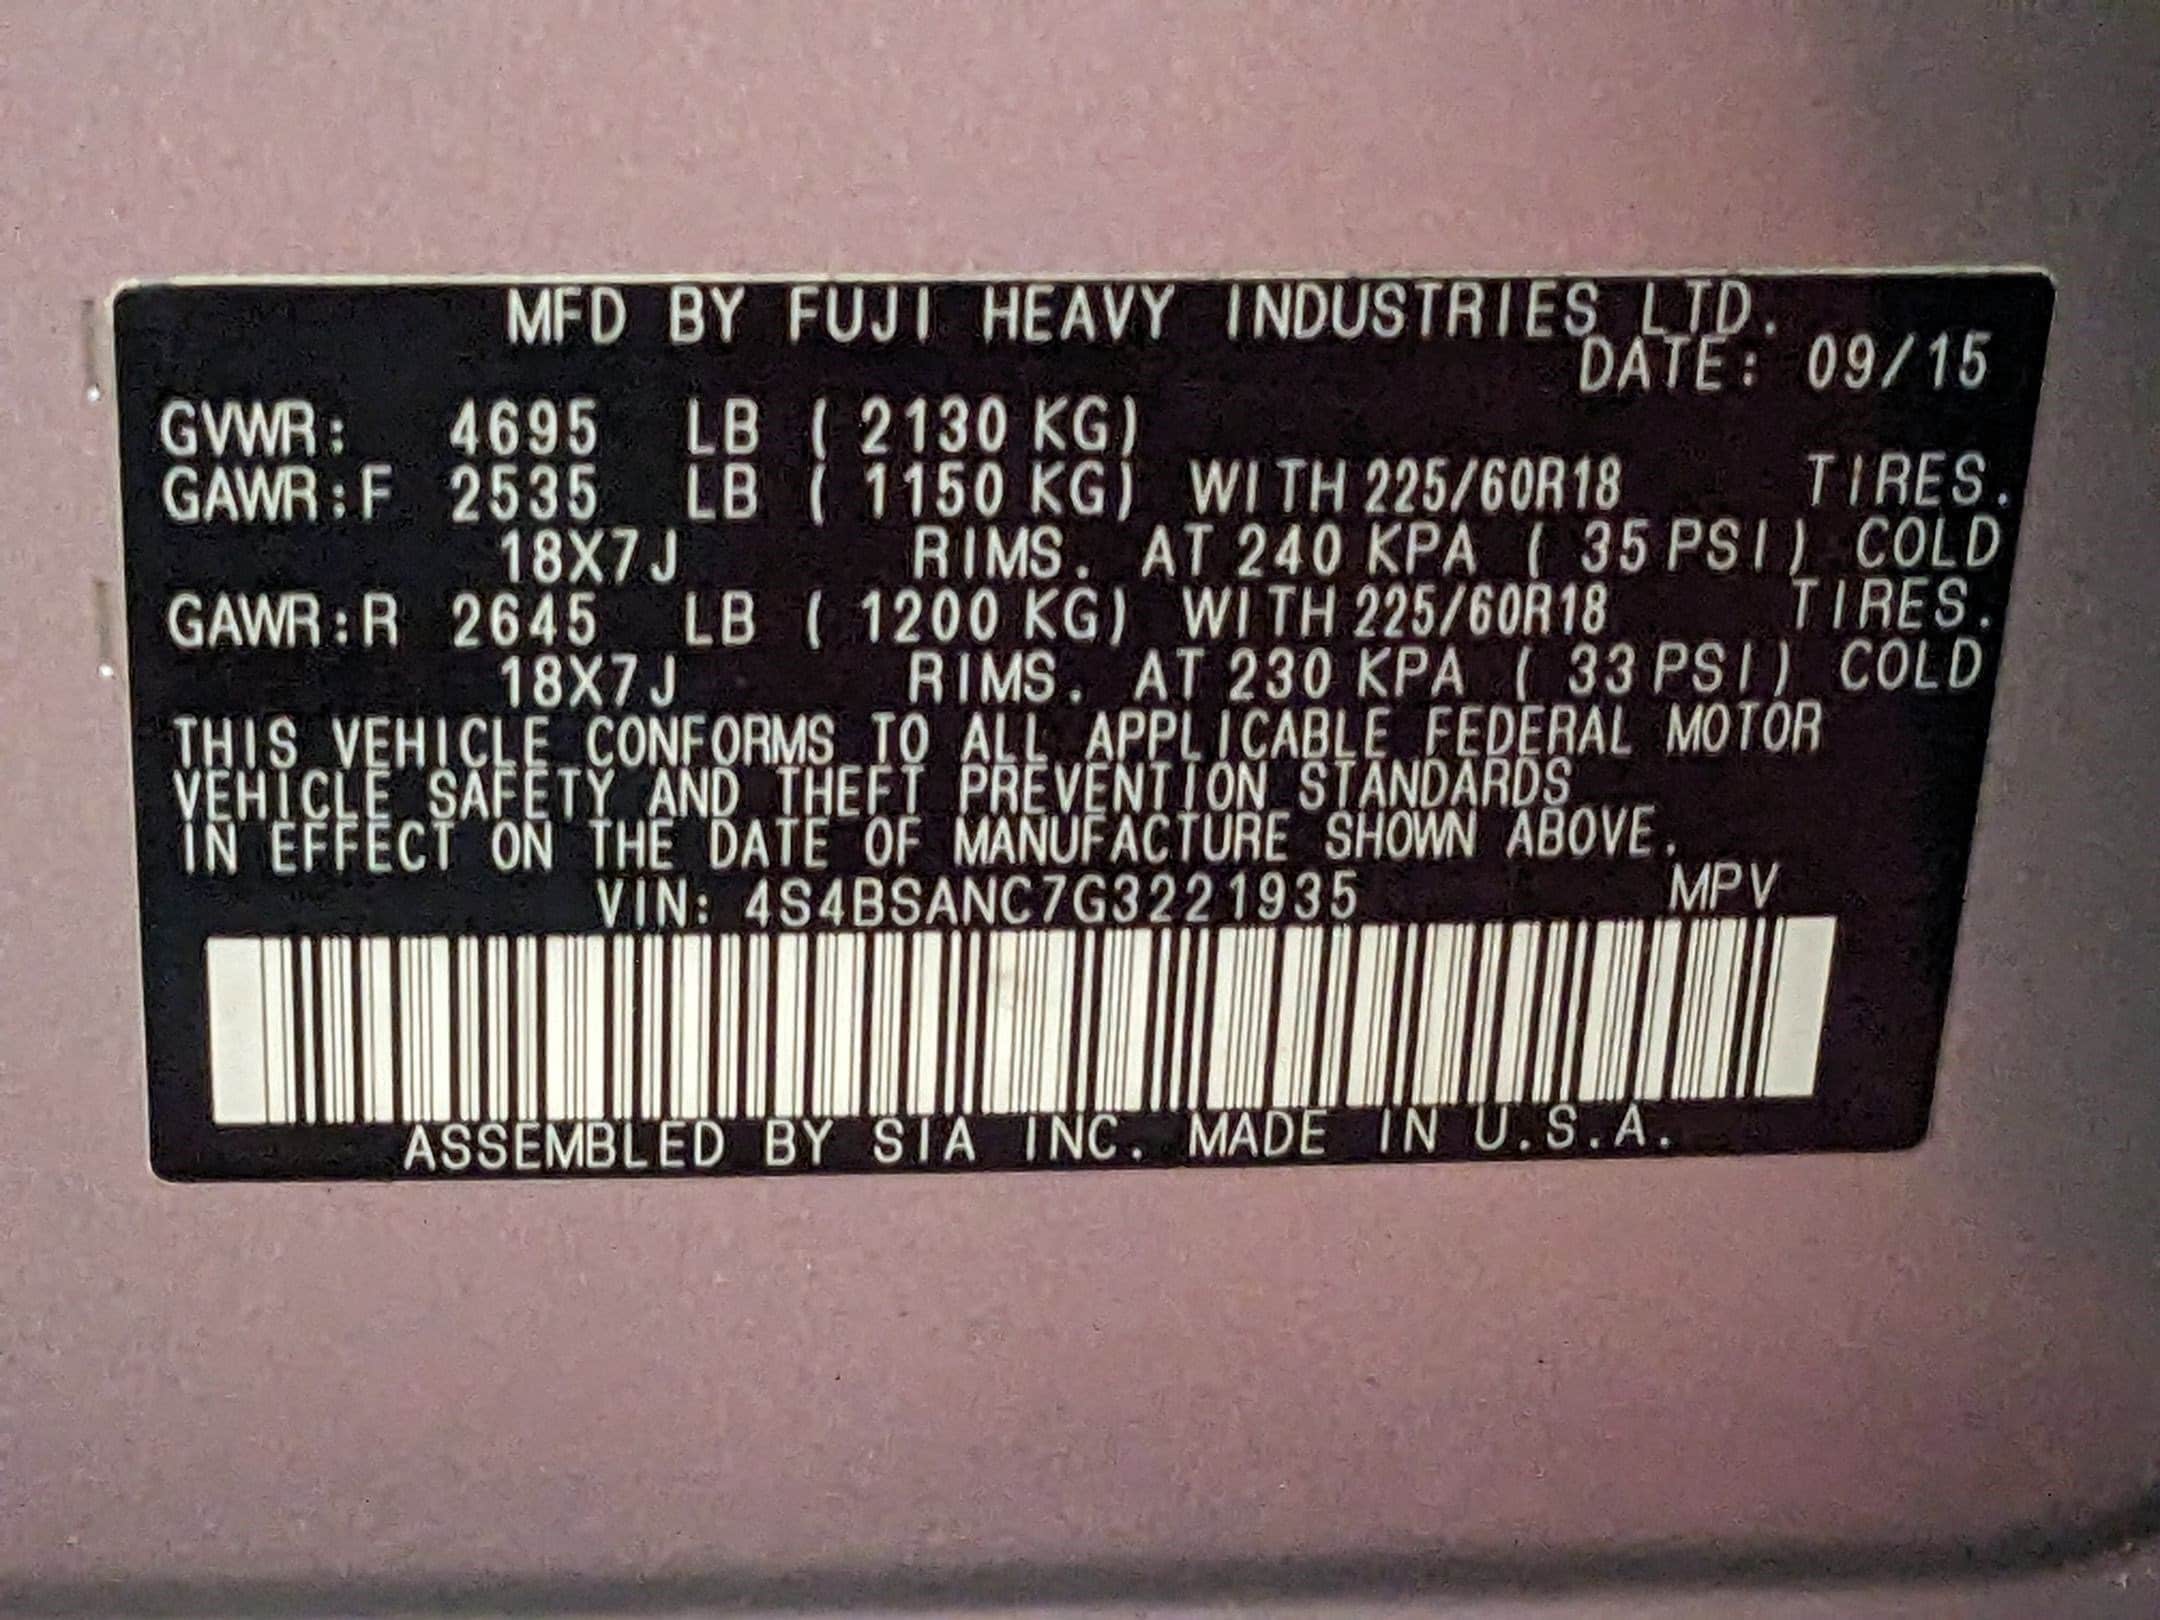 MFD BY FUJI HEAVY INDUSTRIES LTD.
DATE: 09/15
GVWR: 4695 LB ( 2130 KG)
GAWR:F 2535 LB ( 1150 KG) WITH 225/60R18 TIRES.
18X7J RIMS. AT 240 KPA ( 35 PSI) COLD
GAWR:R 2645 LB ( 1200 KG) WITH 225/60R18 TIRES.
18X7J RIMS. AT 230 KPA ( 33 PSI) COLD
THIS VEHICLE CONFORMS TO ALL APPLICABLE FEDERAL MOTOR
VEHICLE SAFETY AND THEFT PREVENTION STANDARDS
IN EFFECT ON THE DATE OF MANUFACTURE SHOWN ABOVE.
VIN: 4S4BSANC7G3221935 MPV
ASSEMBLED BY SIA INC. MADE IN U.S.A.